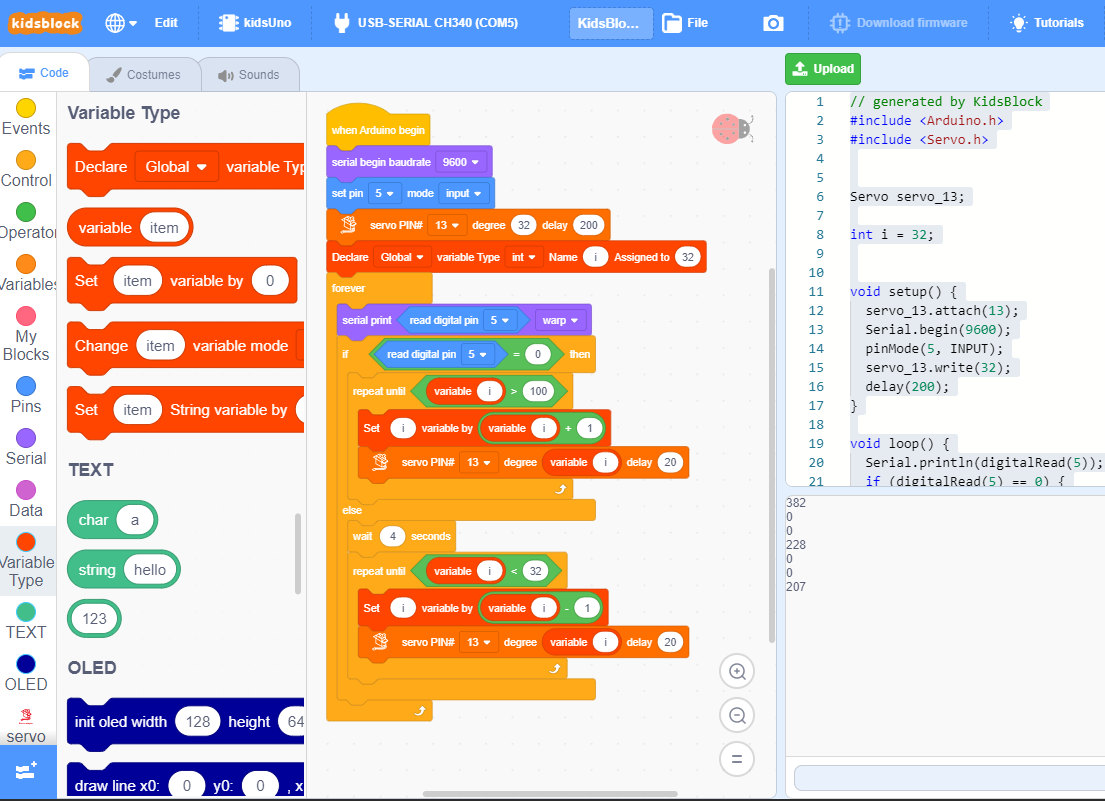 kidsblock
Edit
kidsUno
USB-SERIAL CH340 (COM5)
KidsBlo...
File
Download firmware
Tutorials
Code
Costumes
Sounds
Upload
Events
Control
Operator
Variables
My
Blocks
Pins
Serial
Data
Variable
Type
TEXT
OLED
servo
Variable Type
Declare Global variable Typ
variable item
Set item variable by 0
Change item variable mode
Set item String variable by
TEXT
char a
string hello
123
OLED
init oled width 128 height 64
draw line x0: 0 y0: 0 , x
when Arduino begin
serial begin baudrate 9600
set pin 5 mode input
servo PIN# 13 degree 32 delay 200
Declare Global variable Type int Name i Assigned to 32
forever
serial print read digital pin 5 warp
if read digital pin 5 = 0 then
repeat until variable i > 100
Set i variable by variable i + 1
servo PIN# 13 degree variable i delay 20
else
wait 4 seconds
repeat until variable i < 32
Set i variable by variable i - 1
servo PIN# 13 degree variable i delay 20
1 // generated by KidsBlock
2 #include <Arduino.h>
3 #include <Servo.h>
4
5
6 Servo servo_13;
7
8 int i = 32;
9
10
11 void setup() {
12 servo_13.attach(13);
13 Serial.begin(9600);
14 pinMode(5, INPUT);
15 servo_13.write(32);
16 delay(200);
17 }
18
19 void loop() {
20 Serial.println(digitalRead(5));
21 if (digitalRead(5) == 0) {
382
0
0
228
0
0
207